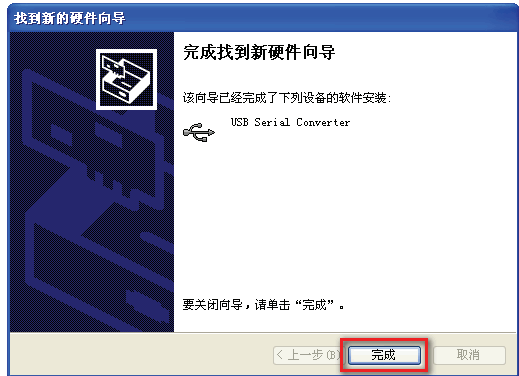 找到新的硬件向导
完成找到新硬件向导
该向导已经完成了下列设备的软件安装:
USB Serial Converter
要关闭向导，请单击“完成”。
< 上一步(B) 完成 取消